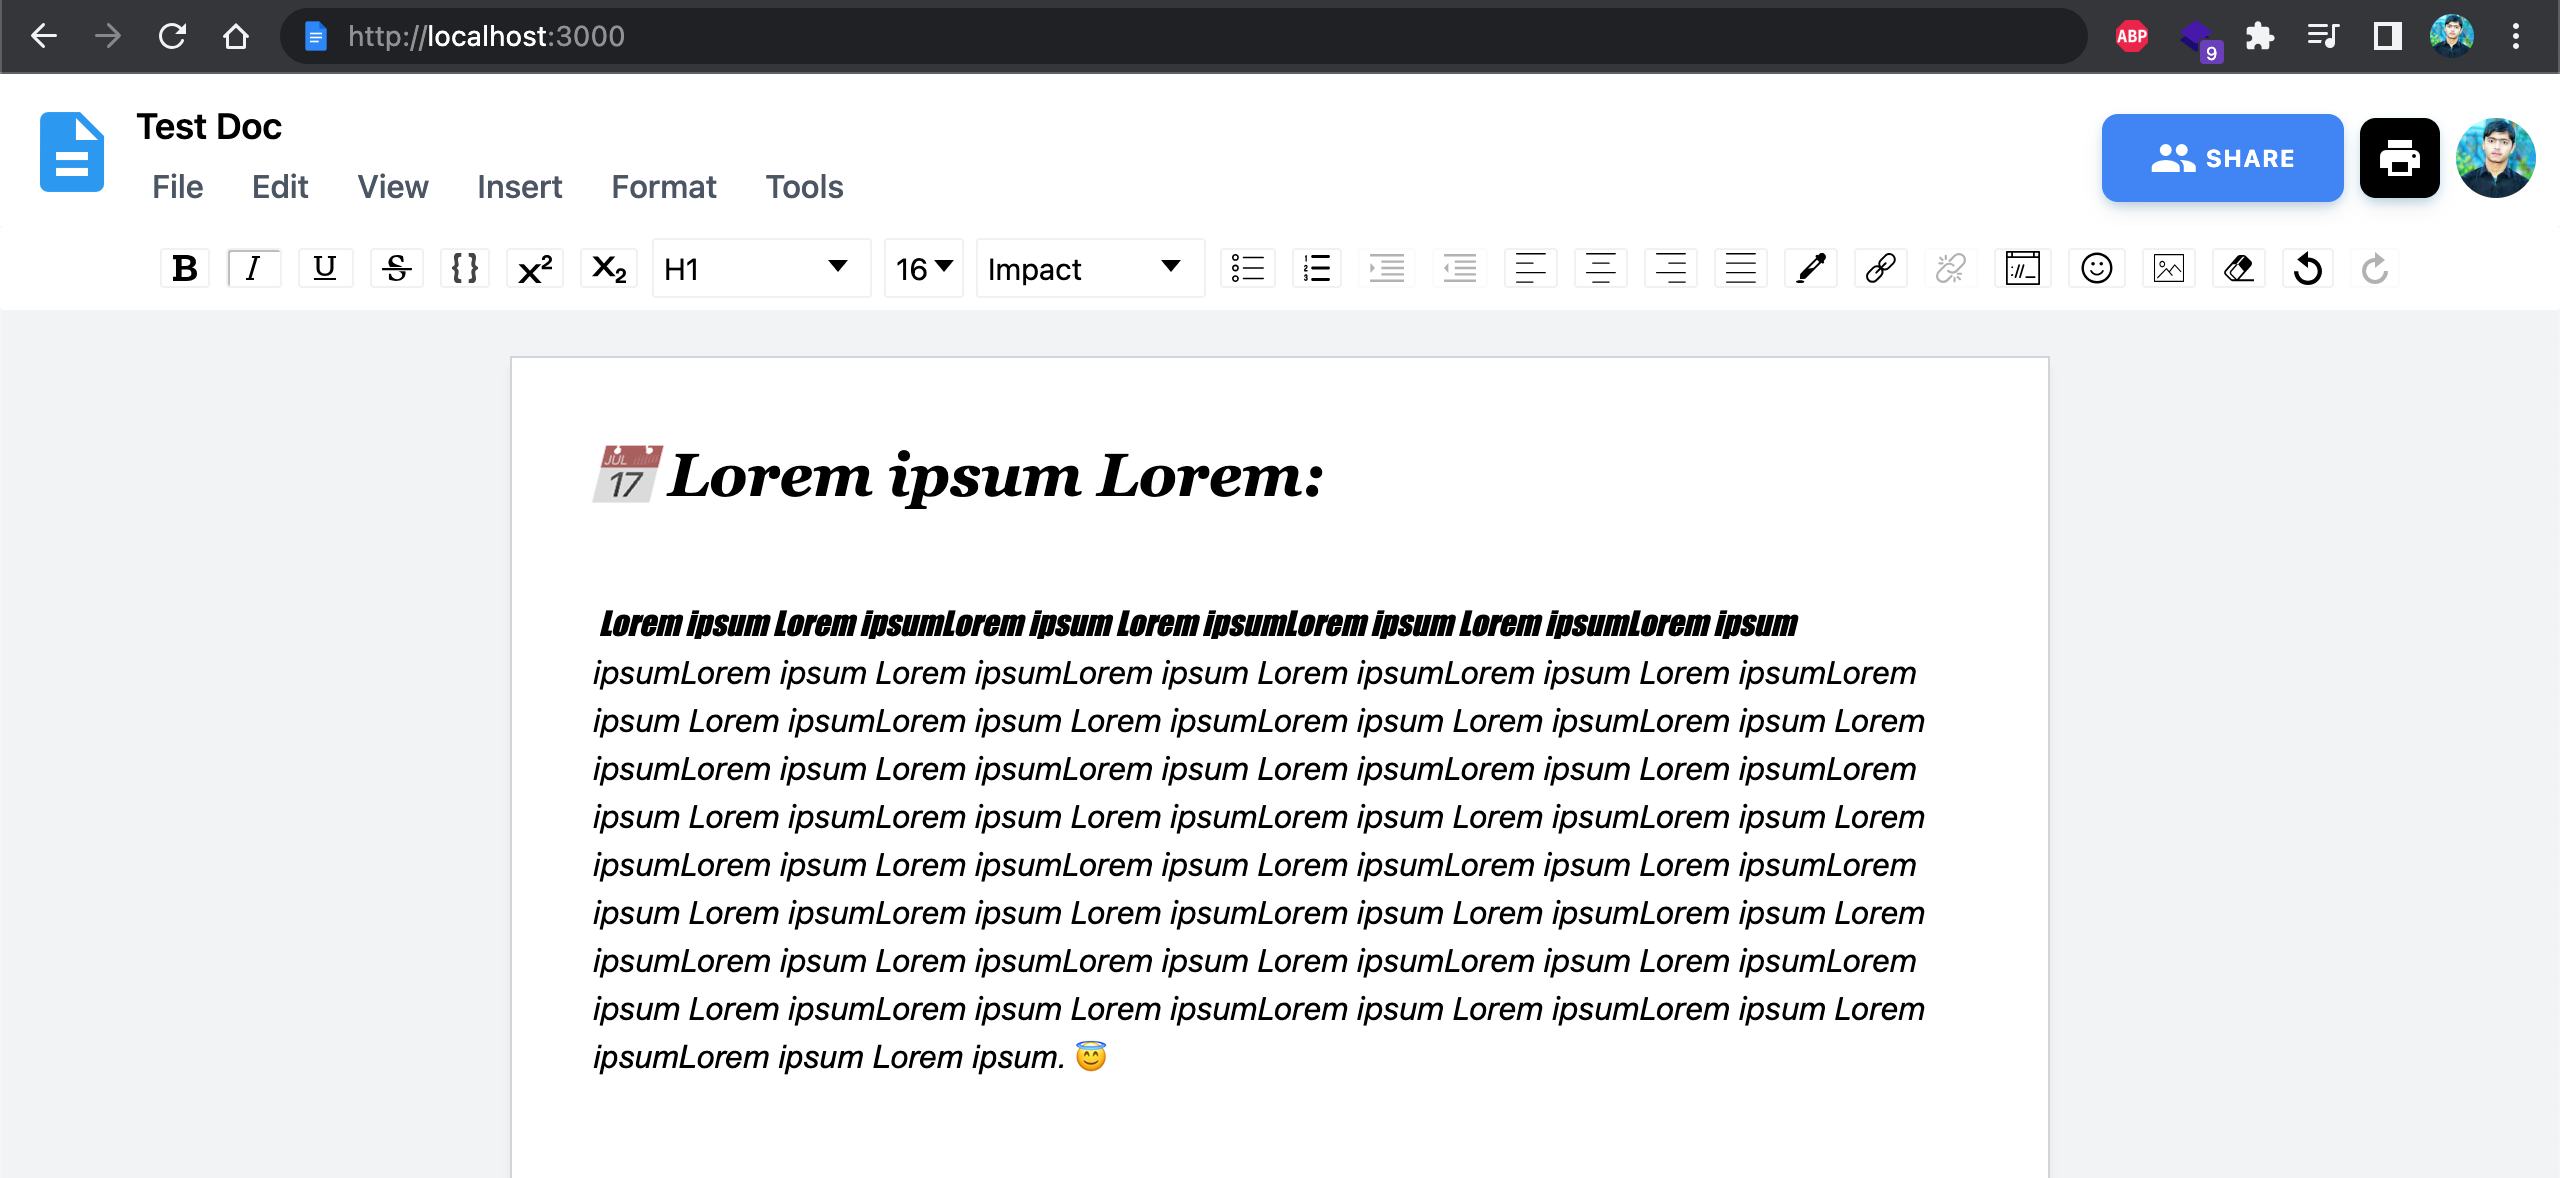 http://localhost:3000
ABP
9
Test Doc
File Edit View Insert Format Tools
SHARE
B I U S {} x² x₂ H1 16 Impact
📅Lorem ipsum Lorem:
Lorem ipsum Lorem ipsumLorem ipsum Lorem ipsumLorem ipsum Lorem ipsumLorem ipsum
ipsumLorem ipsum Lorem ipsumLorem ipsum Lorem ipsumLorem ipsum Lorem ipsumLorem
ipsum Lorem ipsumLorem ipsum Lorem ipsumLorem ipsum Lorem ipsumLorem ipsum Lorem
ipsumLorem ipsum Lorem ipsumLorem ipsum Lorem ipsumLorem ipsum Lorem ipsumLorem
ipsum Lorem ipsumLorem ipsum Lorem ipsumLorem ipsum Lorem ipsumLorem ipsum Lorem
ipsumLorem ipsum Lorem ipsumLorem ipsum Lorem ipsumLorem ipsum Lorem ipsumLorem
ipsum Lorem ipsumLorem ipsum Lorem ipsumLorem ipsum Lorem ipsumLorem ipsum Lorem
ipsumLorem ipsum Lorem ipsumLorem ipsum Lorem ipsumLorem ipsum Lorem ipsumLorem
ipsum Lorem ipsumLorem ipsum Lorem ipsumLorem ipsum Lorem ipsumLorem ipsum Lorem
ipsumLorem ipsum Lorem ipsum. 😇